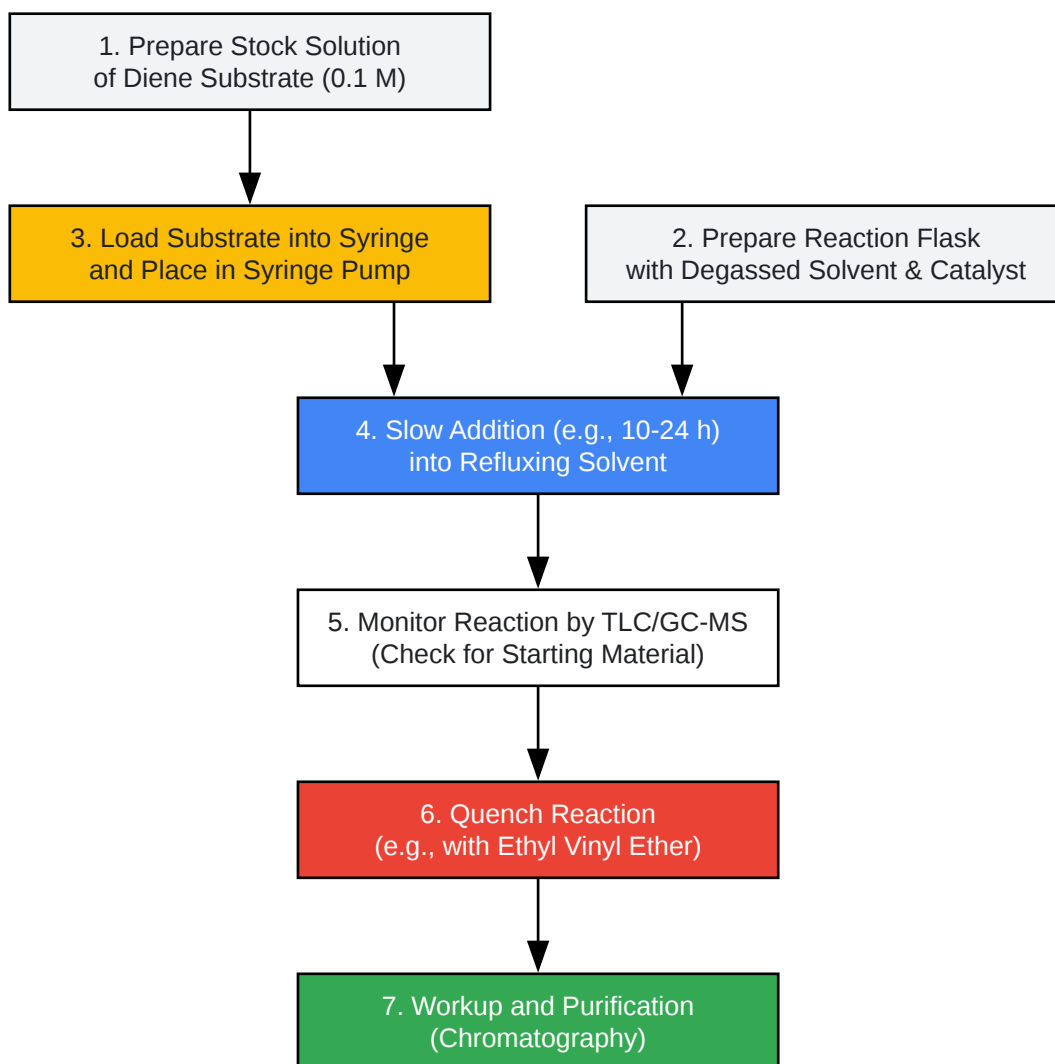 1. Prepare Stock Solution
of Diene Substrate (0.1 M)
3. Load Substrate into Syringe
and Place in Syringe Pump
2. Prepare Reaction Flask
with Degassed Solvent & Catalyst
4. Slow Addition (e.g., 10-24 h)
into Refluxing Solvent
5. Monitor Reaction by TLC/GC-MS
(Check for Starting Material)
6. Quench Reaction
(e.g., with Ethyl Vinyl Ether)
7. Workup and Purification
(Chromatography)